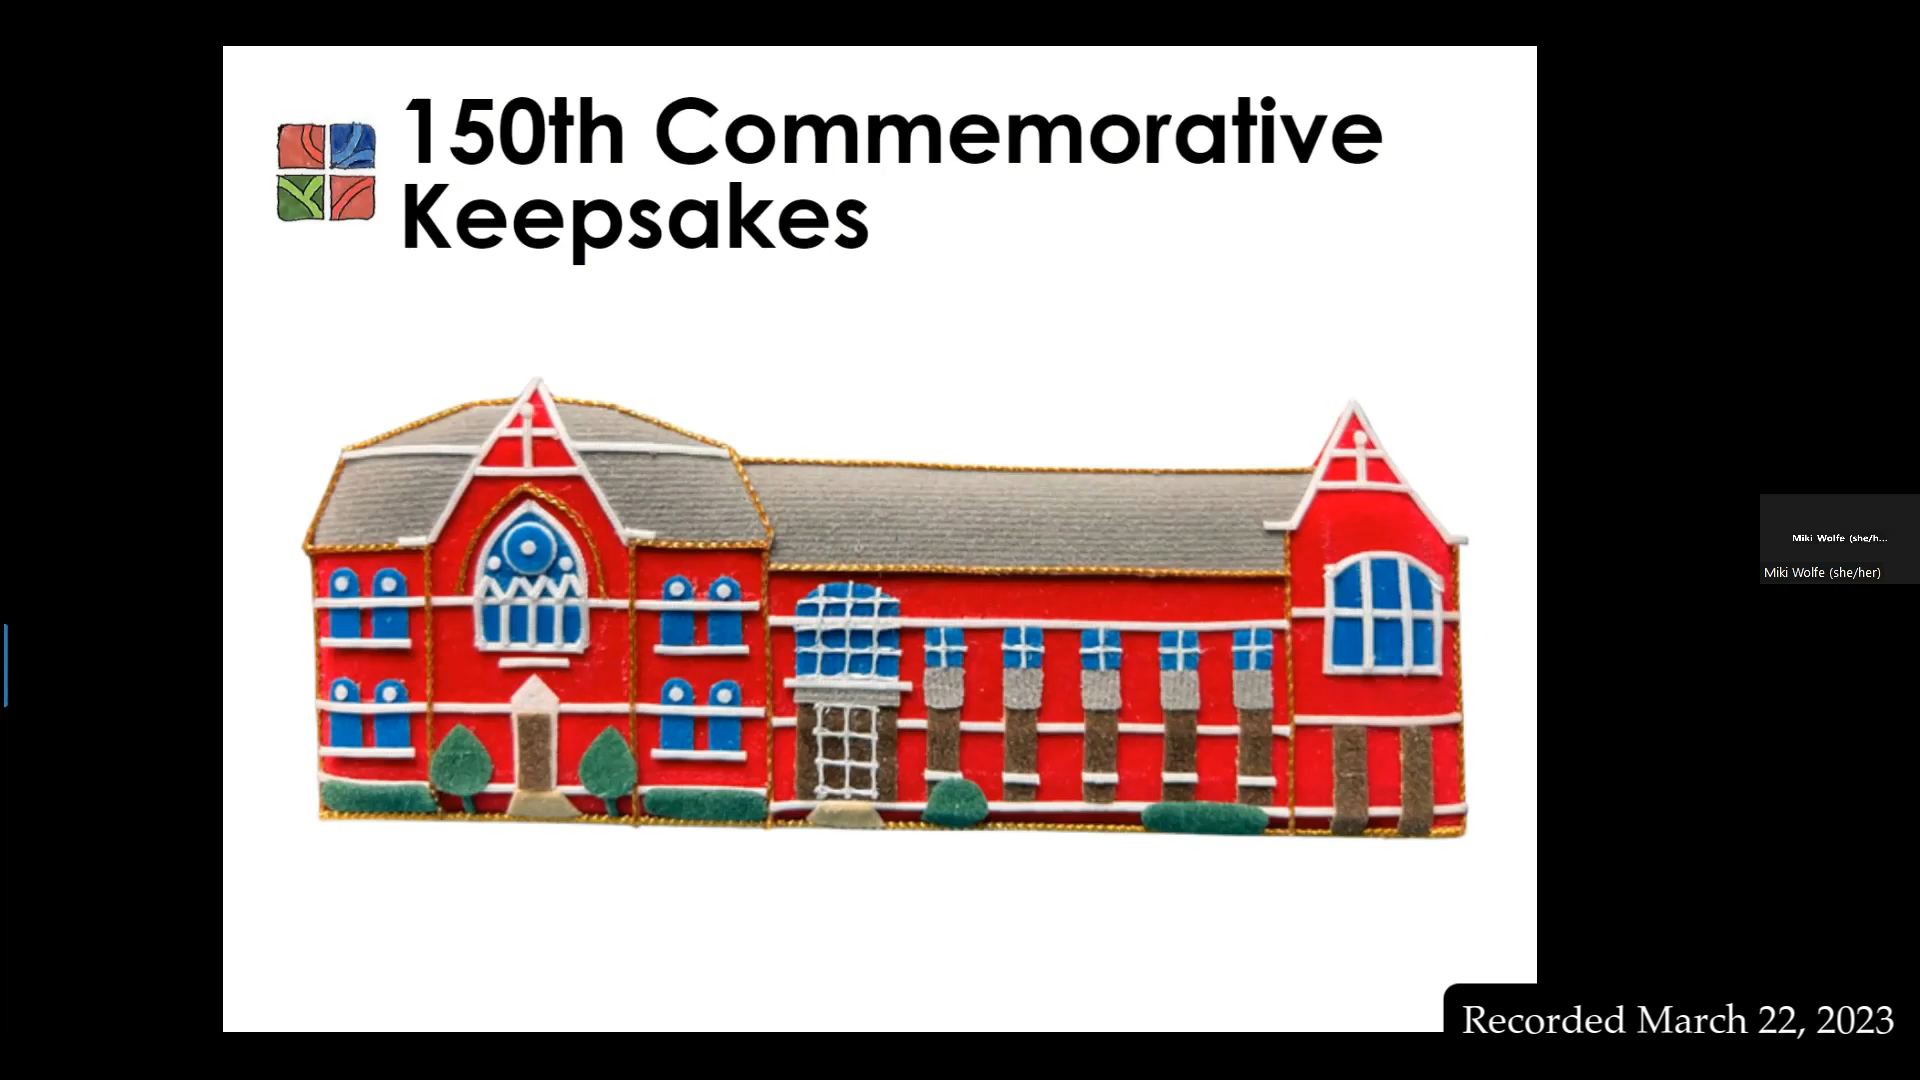 150th Commemorative
Keepsakes
Miki Wolfe (she/h...
Miki Wolfe (she/her)
Recorded March 22, 2023